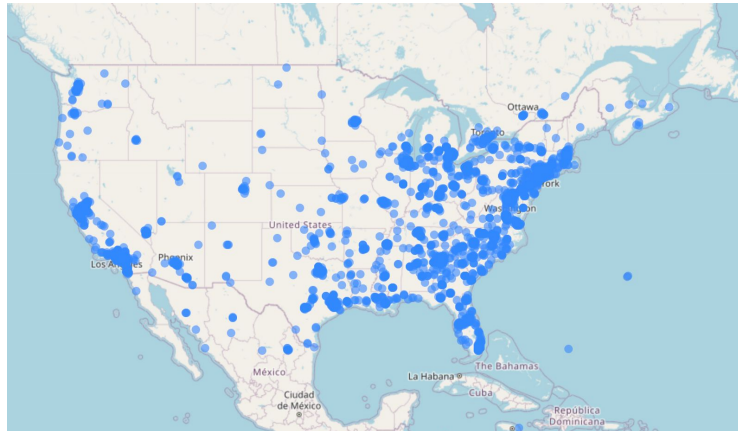 Ottawa
Toronto
York
Washington
United States
Phoenix
Los Angeles
The Bahamas
La Habana
México
Cuba
Ciudad
de México
República
Dominicana